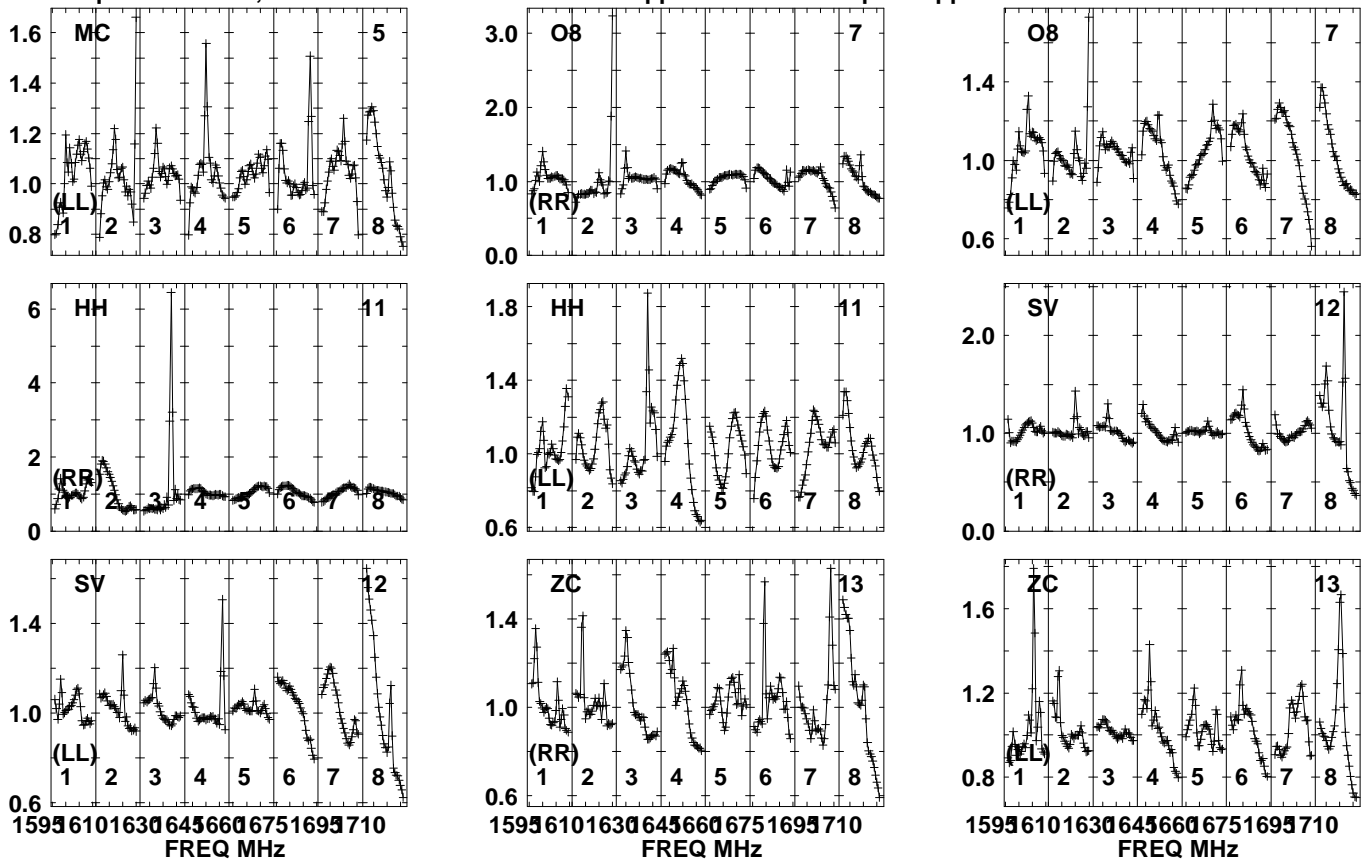 1.6 MC 5
1.4
1.2
1.0
0.8
(LL)
1 2 3 4 5 6 7 8
3.0 O8 7
2.0
1.0
0.0
(RR)
1 2 3 4 5 6 7 8
O8 7
1.4
1.0
0.6
(LL)
1 2 3 4 5 6 7 8
6 HH 11
4
2
0
(RR)
1 2 3 4 5 6 7 8
1.8 HH 11
1.4
1.0
0.6
(LL)
1 2 3 4 5 6 7 8
SV 12
2.0
1.0
0.0
(RR)
1 2 3 4 5 6 7 8
SV 12
1.4
1.0
0.6
(LL)
1 2 3 4 5 6 7 8
1595 1610 1630 1645 1660 1675 1695 1710
FREQ MHz
ZC 13
1.4
1.0
0.6
(RR)
1 2 3 4 5 6 7 8
1595 1610 1630 1645 1660 1675 1695 1710
FREQ MHz
ZC 13
1.6
1.2
0.8
(LL)
1 2 3 4 5 6 7 8
1595 1610 1630 1645 1660 1675 1695 1710
FREQ MHz